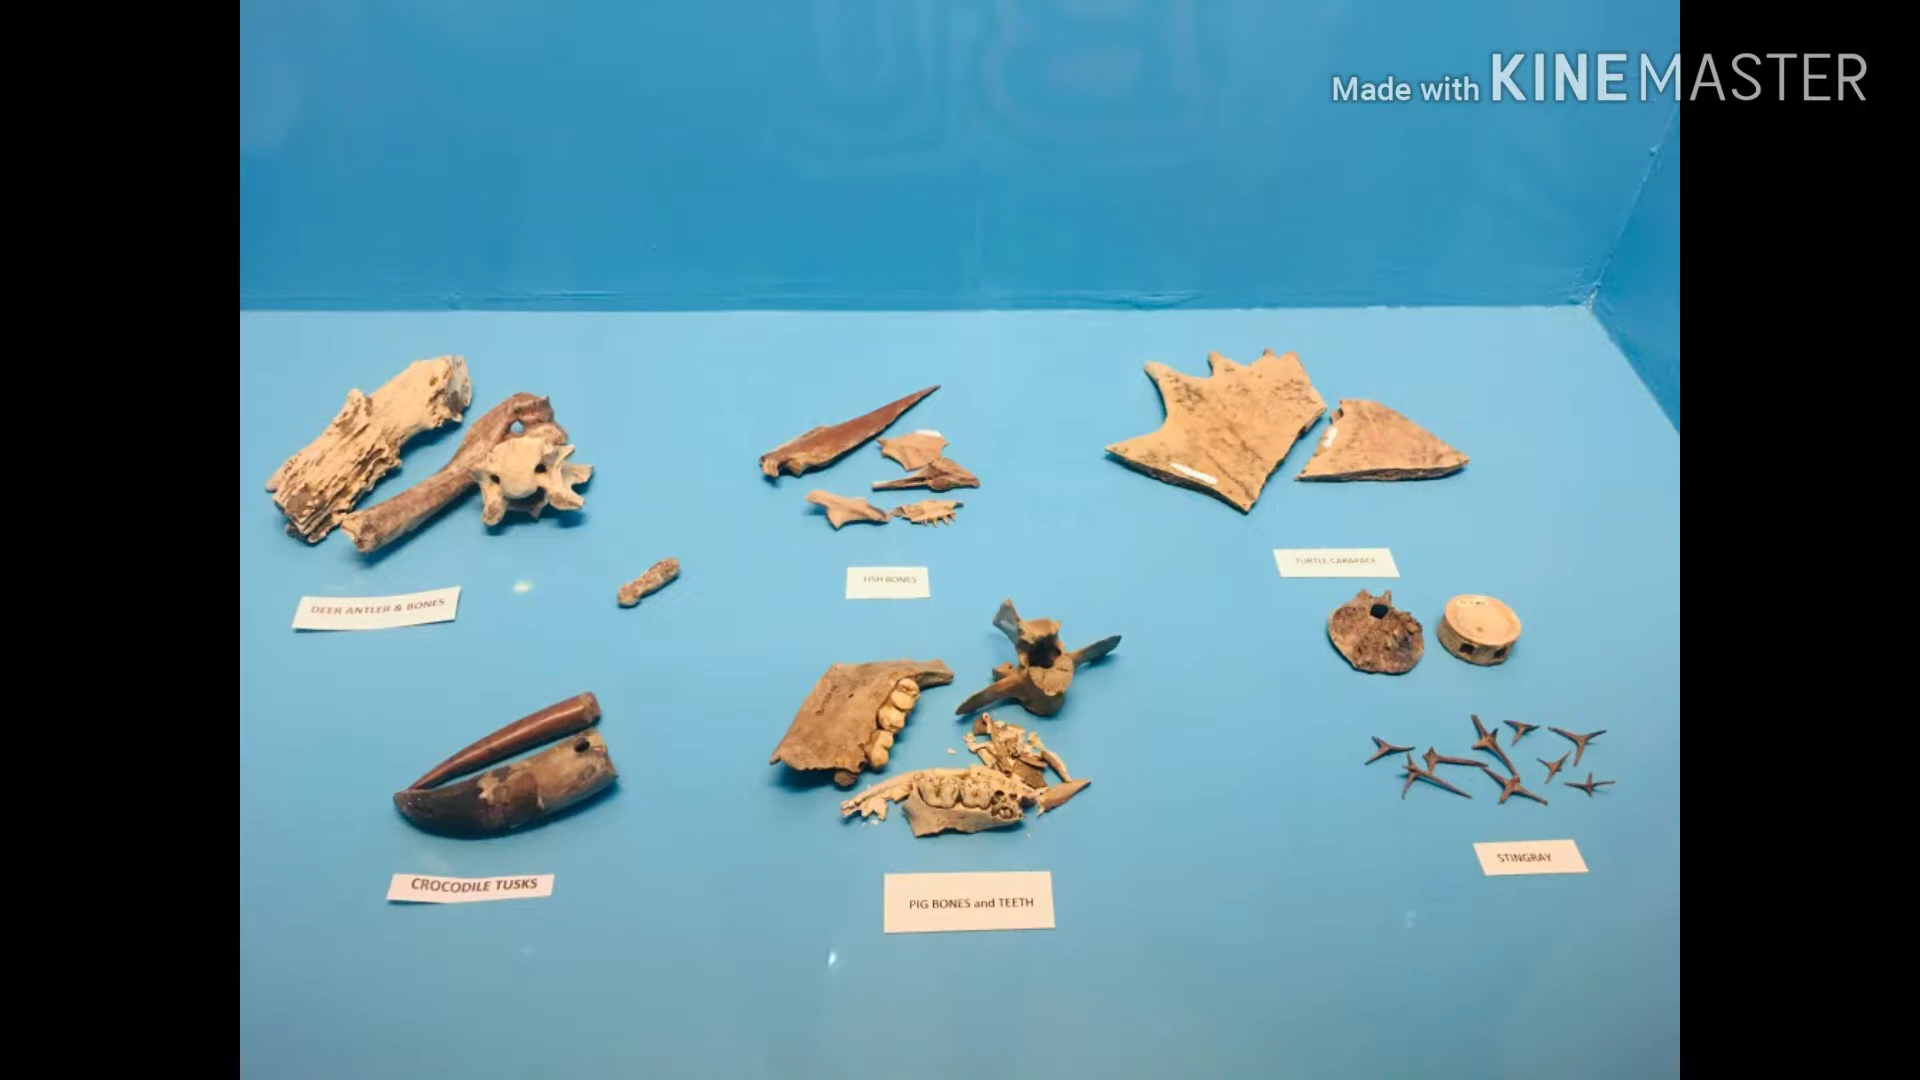 Made with KINEMASTER
DEER ANTLER & BONES
FISH BONES
TURTLE CARAPACE
CROCODILE TUSKS
PIG BONES and TEETH
STINGRAY